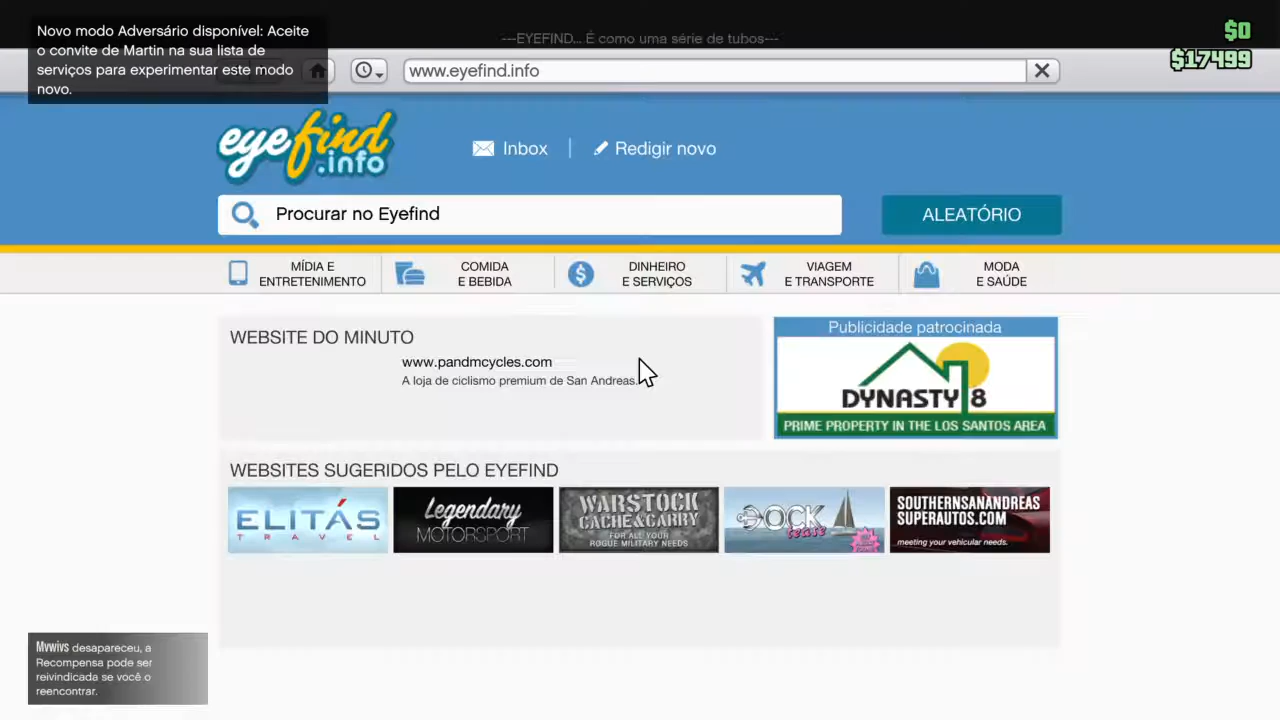 Novo modo Adversário disponível: Aceite
o convite de Martin na sua lista de
serviços para experimentar este modo
novo.
---EYEFIND... É como uma série de tubos---
$0
$17499
www.eyefind.info
eyefind
.info
Inbox
Redigir novo
Procurar no Eyefind
ALEATÓRIO
MÍDIA E
ENTRETENIMENTO
COMIDA
E BEBIDA
DINHEIRO
E SERVIÇOS
VIAGEM
E TRANSPORTE
MODA
E SAÚDE
WEBSITE DO MINUTO
www.pandmcycles.com
A loja de ciclismo premium de San Andreas.
Publicidade patrocinada
DYNASTY 8
PRIME PROPERTY IN THE LOS SANTOS AREA
WEBSITES SUGERIDOS PELO EYEFIND
ELITÁS
TRAVEL
Legendary
MOTORSPORT
WARSTOCK
CACHE&CARRY
FOR ALL YOUR
ROGUE MILITARY NEEDS
DOCK
tease
SOUTHERNSANANDREAS
SUPERAUTOS.COM
meeting your vehicular needs.
Mvwivs desapareceu, a
Recompensa pode ser
reivindicada se você o
reencontrar.